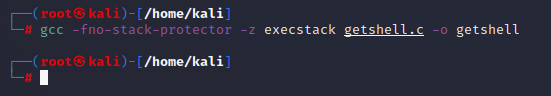 ┌──(root㉿kali)-[/home/kali]
└─# gcc -fno-stack-protector -z execstack getshell.c -o getshell
┌──(root㉿kali)-[/home/kali]
└─#